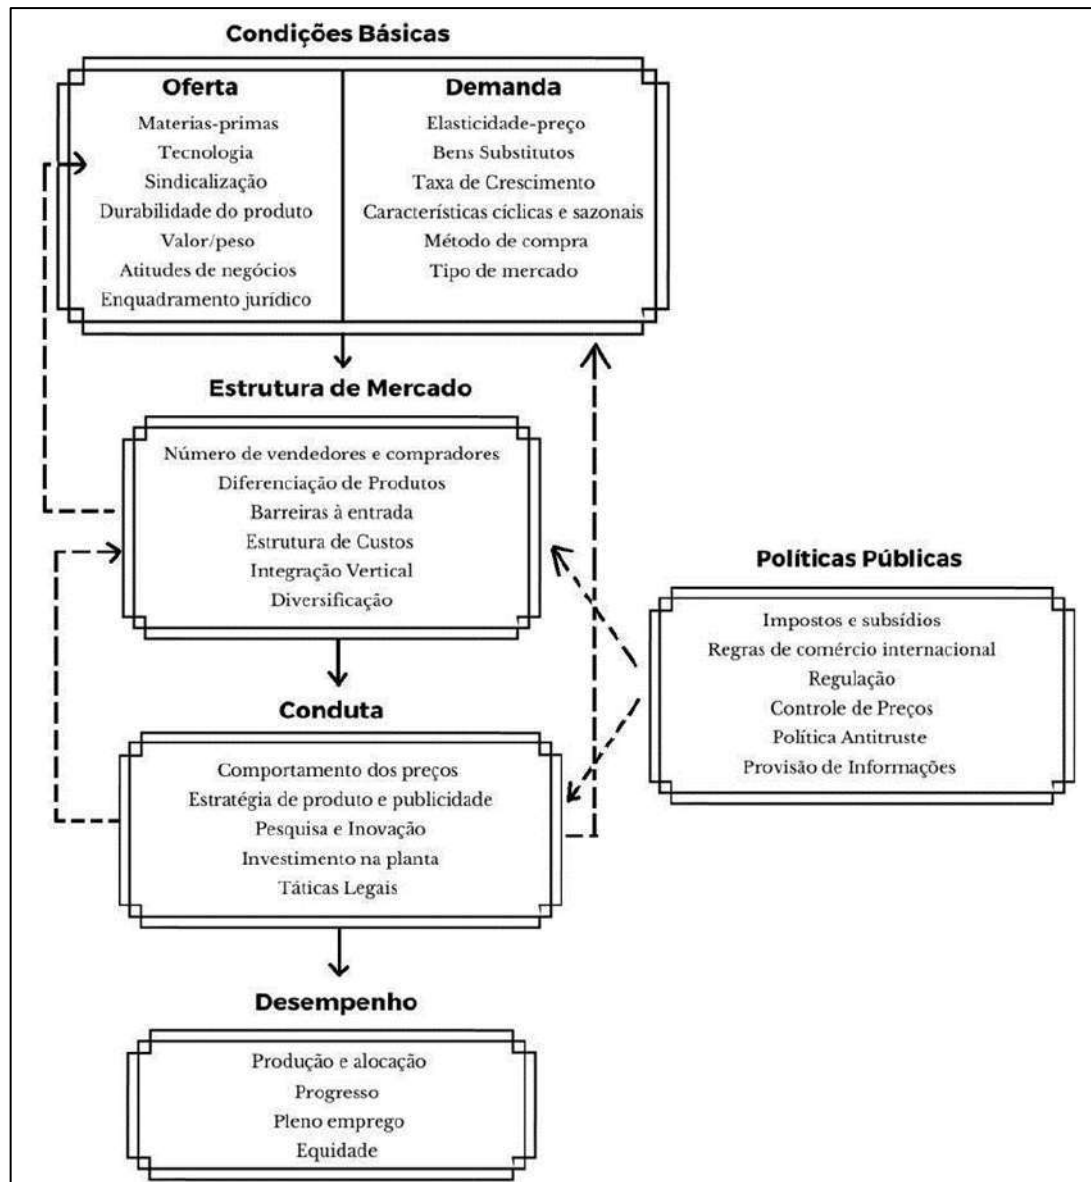 Condições Básicas
Oferta
Materias-primas
Tecnologia
Sindicalização
Durabilidade do produto
Valor/peso
Atitudes de negócios
Enquadramento jurídico
Demanda
Elasticidade-preço
Bens Substitutos
Taxa de Crescimento
Características cíclicas e sazonais
Método de compra
Tipo de mercado
Estrutura de Mercado
Número de vendedores e compradores
Diferenciação de Produtos
Barreiras à entrada
Estrutura de Custos
Integração Vertical
Diversificação
Políticas Públicas
Impostos e subsídios
Regras de comércio internacional
Regulação
Controle de Preços
Política Antitruste
Provisão de Informações
Conduta
Comportamento dos preços
Estratégia de produto e publicidade
Pesquisa e Inovação
Investimento na planta
Táticas Legais
Desempenho
Produção e alocação
Progresso
Pleno emprego
Equidade